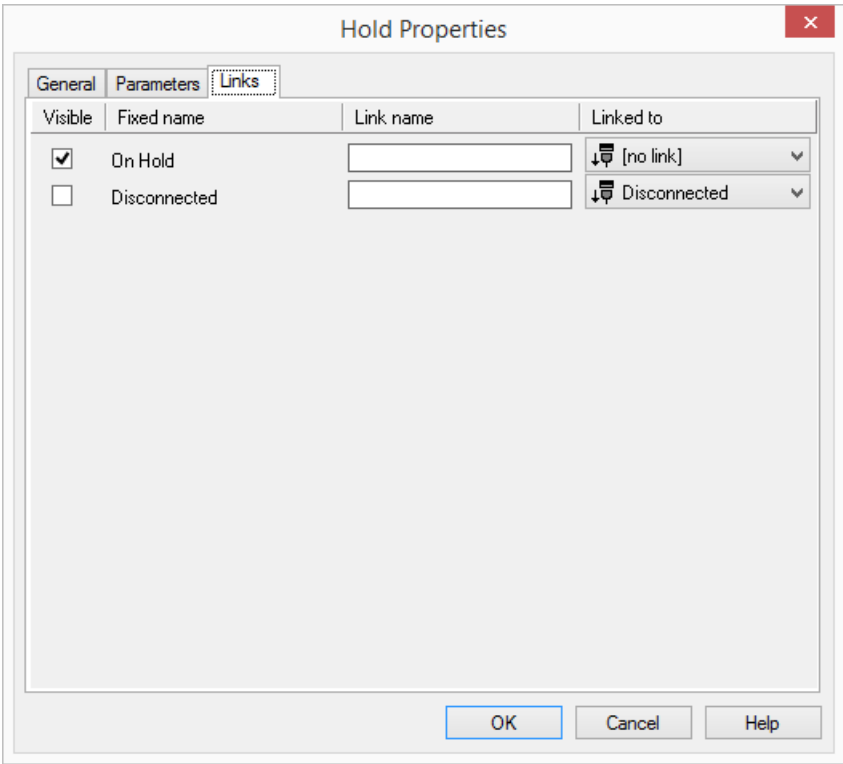 Hold Properties
General Parameters Links
Visible Fixed name Link name Linked to
On Hold [no link]
Disconnected Disconnected
OK Cancel Help